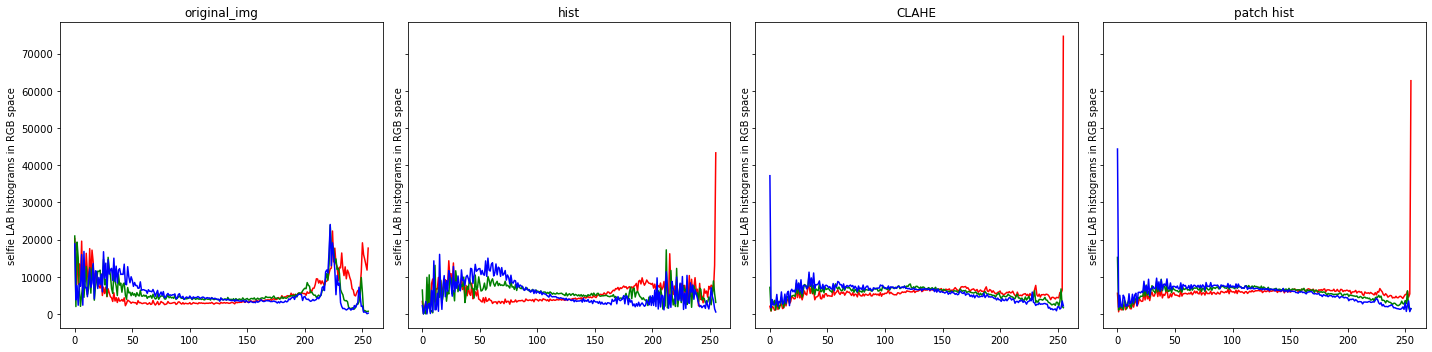 original_img
hist
CLAHE
patch hist
selfie LAB histograms in RGB space
selfie LAB histograms in RGB space
selfie LAB histograms in RGB space
selfie LAB histograms in RGB space
70000
60000
50000
40000
30000
20000
10000
0
0 50 100 150 200 250
0 50 100 150 200 250
0 50 100 150 200 250
0 50 100 150 200 250